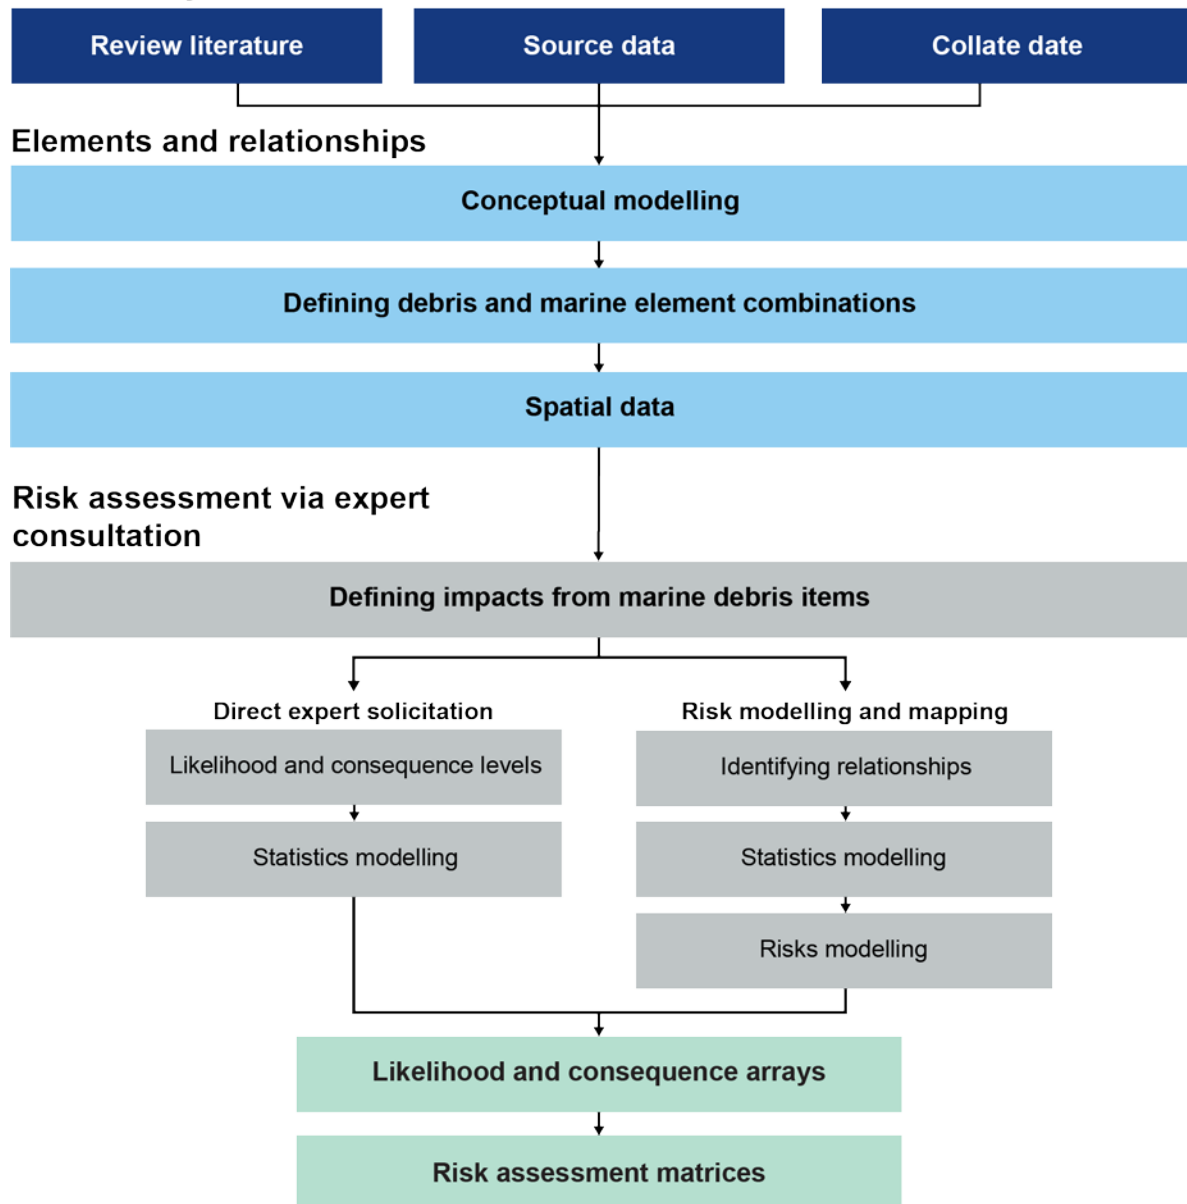 Review literature
Source data
Collate date
Elements and relationships
Conceptual modelling
Defining debris and marine element combinations
Spatial data
Risk assessment via expert
consultation
Defining impacts from marine debris items
Direct expert solicitation
Risk modelling and mapping
Likelihood and consequence levels
Identifying relationships
Statistics modelling
Statistics modelling
Risks modelling
Likelihood and consequence arrays
Risk assessment matrices